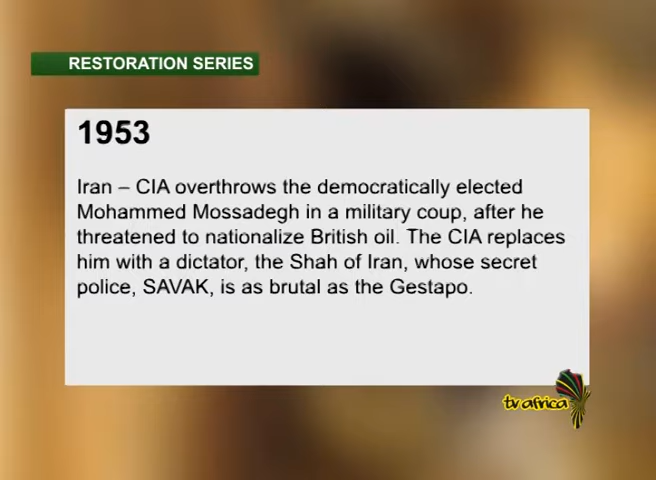 RESTORATION SERIES
1953
Iran – CIA overthrows the democratically elected
Mohammed Mossadegh in a military coup, after he
threatened to nationalize British oil. The CIA replaces
him with a dictator, the Shah of Iran, whose secret
police, SAVAK, is as brutal as the Gestapo.
tv africa